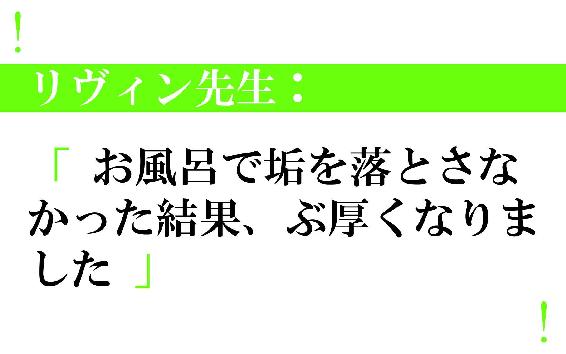 !
リヴィン先生：
「 お風呂で垢を落とさな
かった結果、ぶ厚くなりま
した 」
!